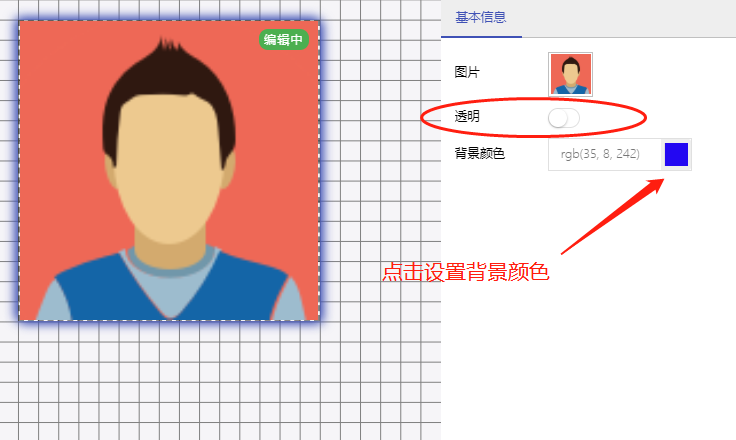 编辑中
基本信息
图片
透明
背景颜色
rgb(35, 8, 242)
点击设置背景颜色